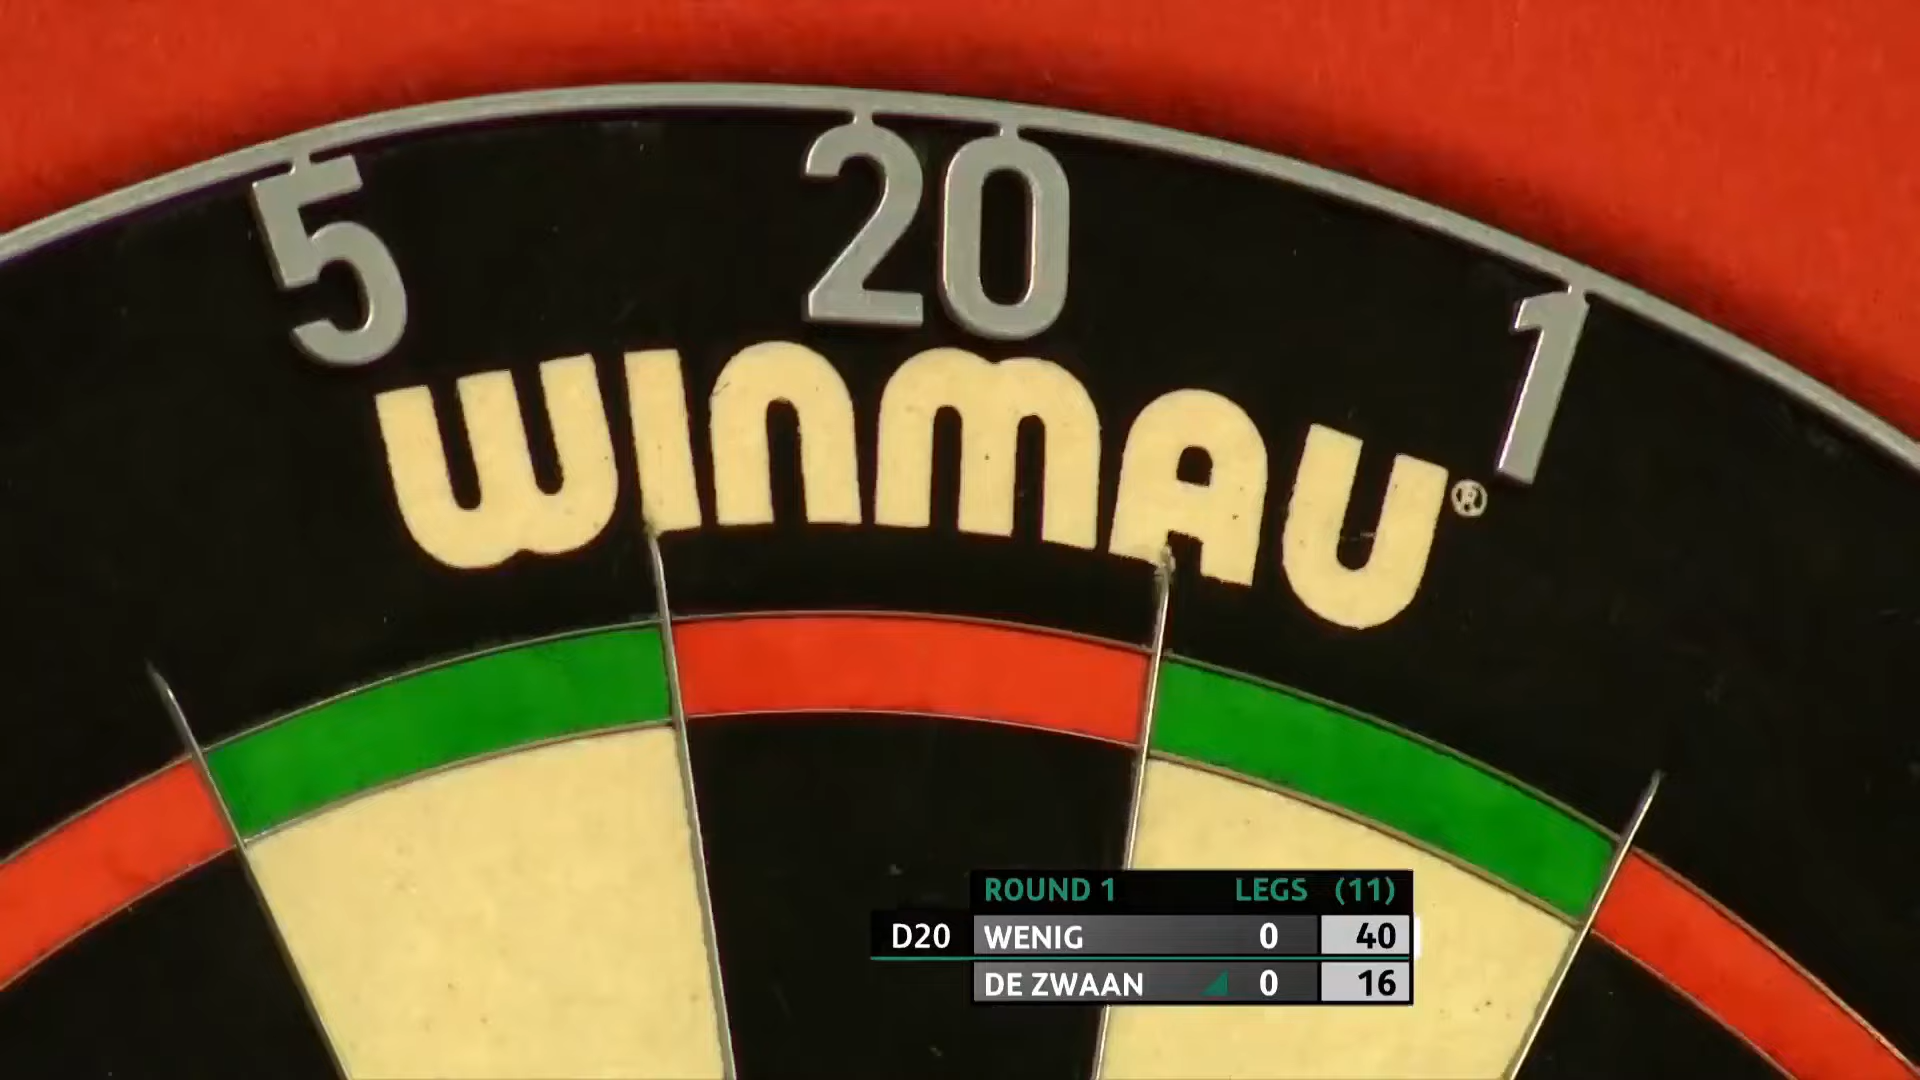 5 20 1
WINMAU®
ROUND 1 LEGS (11)
D20 WENIG 0 40
DE ZWAAN 0 16